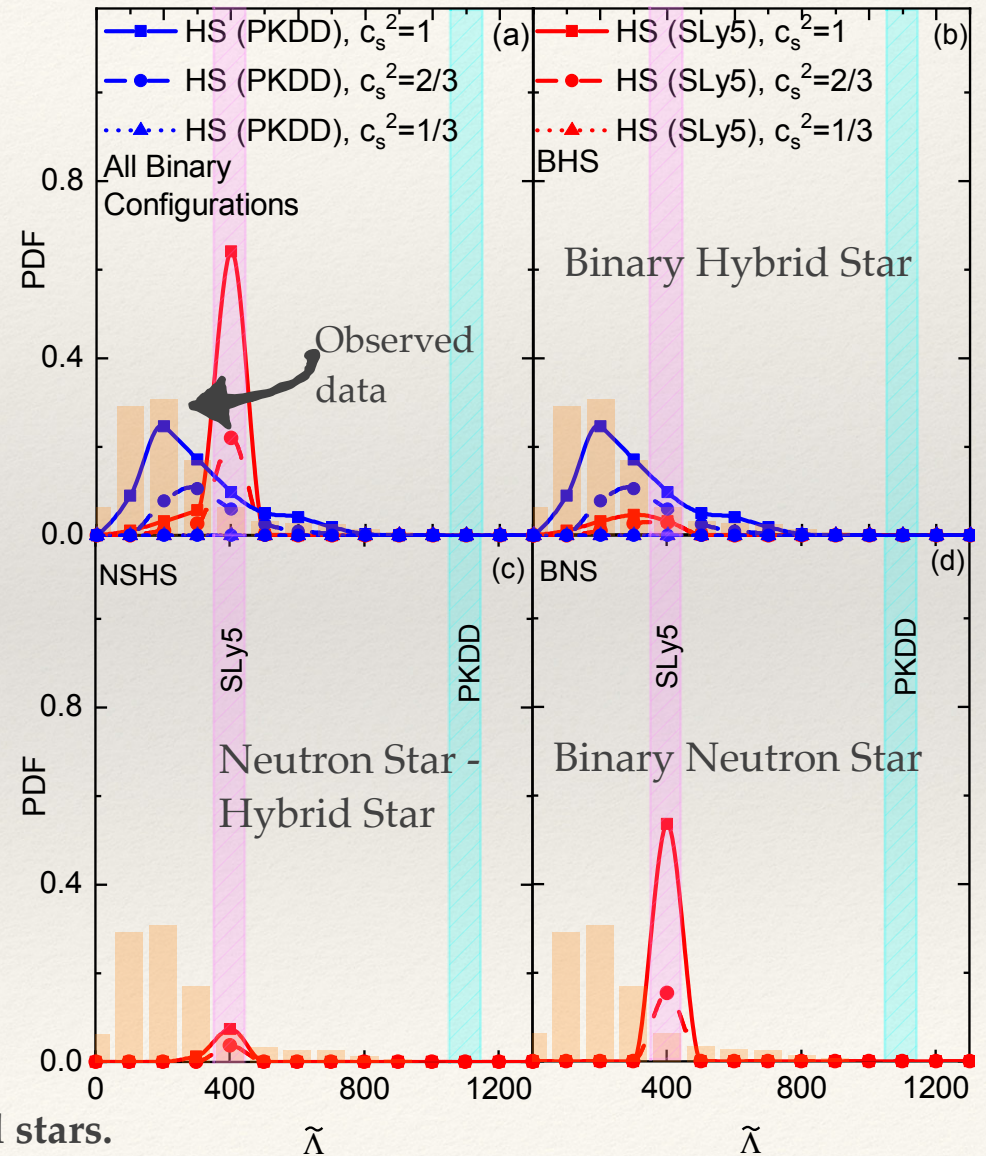 HS (PKDD), c_s^2=1
(a)
HS (PKDD), c_s^2=2/3
HS (PKDD), c_s^2=1/3
All Binary
Configurations
Observed
data
HS (SLy5), c_s^2=1
(b)
HS (SLy5), c_s^2=2/3
HS (SLy5), c_s^2=1/3
BHS
Binary Hybrid Star
PDF
0.8
0.4
0.0
NSHS
(c)
SLy5
PKDD
Neutron Star -
Hybrid Star
BNS
(d)
SLy5
PKDD
Binary Neutron Star
PDF
0.8
0.4
0.0
0 400 800 1200
400 800 1200
Λ̃
Λ̃
stars.